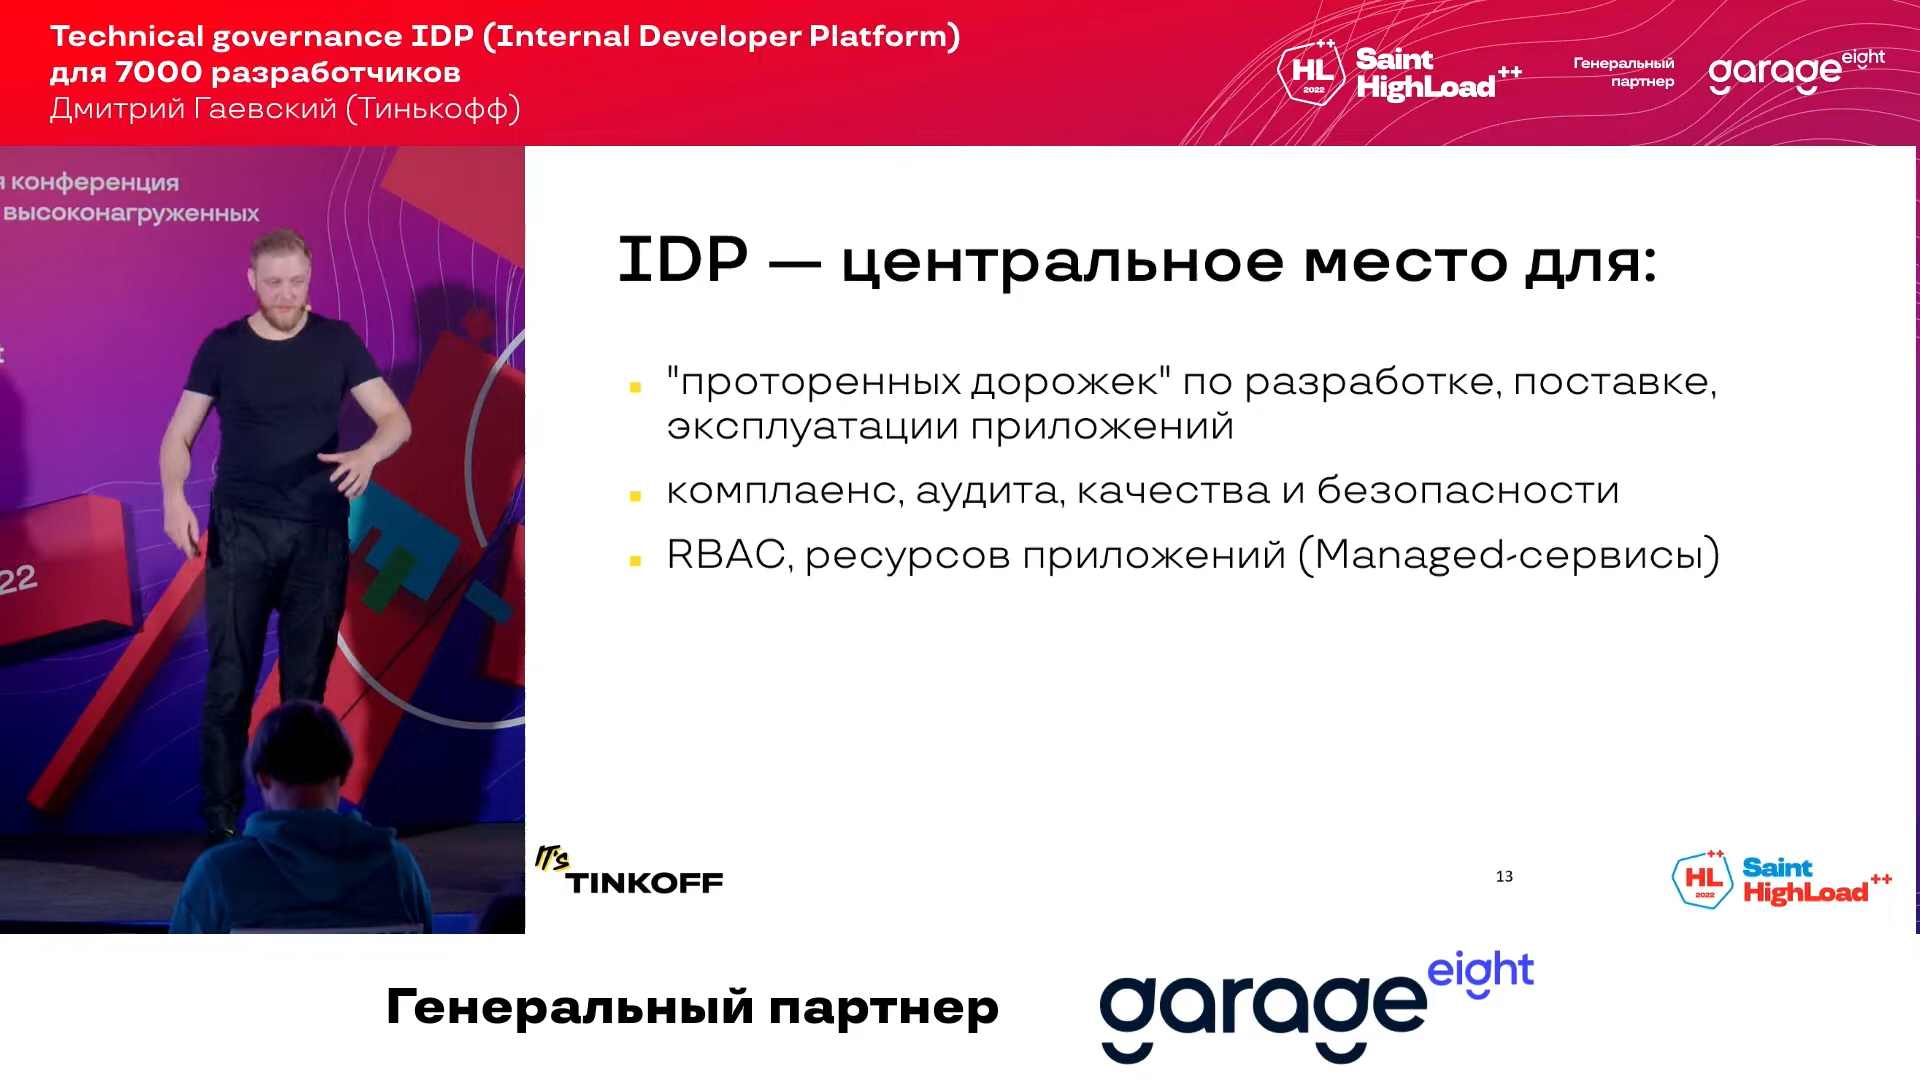 Technical governance IDP (Internal Developer Platform)
для 7000 разработчиков
Дмитрий Гаевский (Тинькофф)
HL++
2022
Saint
HighLoad++
Генеральный
партнер
garage eight
я конференция
высоконагруженных
22
IDP — центральное место для:
"проторенных дорожек" по разработке, поставке,
эксплуатации приложений
комплаенс, аудита, качества и безопасности
RBAC, ресурсов приложений (Managed-сервисы)
IT's
TINKOFF
13
HL++
2022
Saint
HighLoad++
Генеральный партнер
garage eight